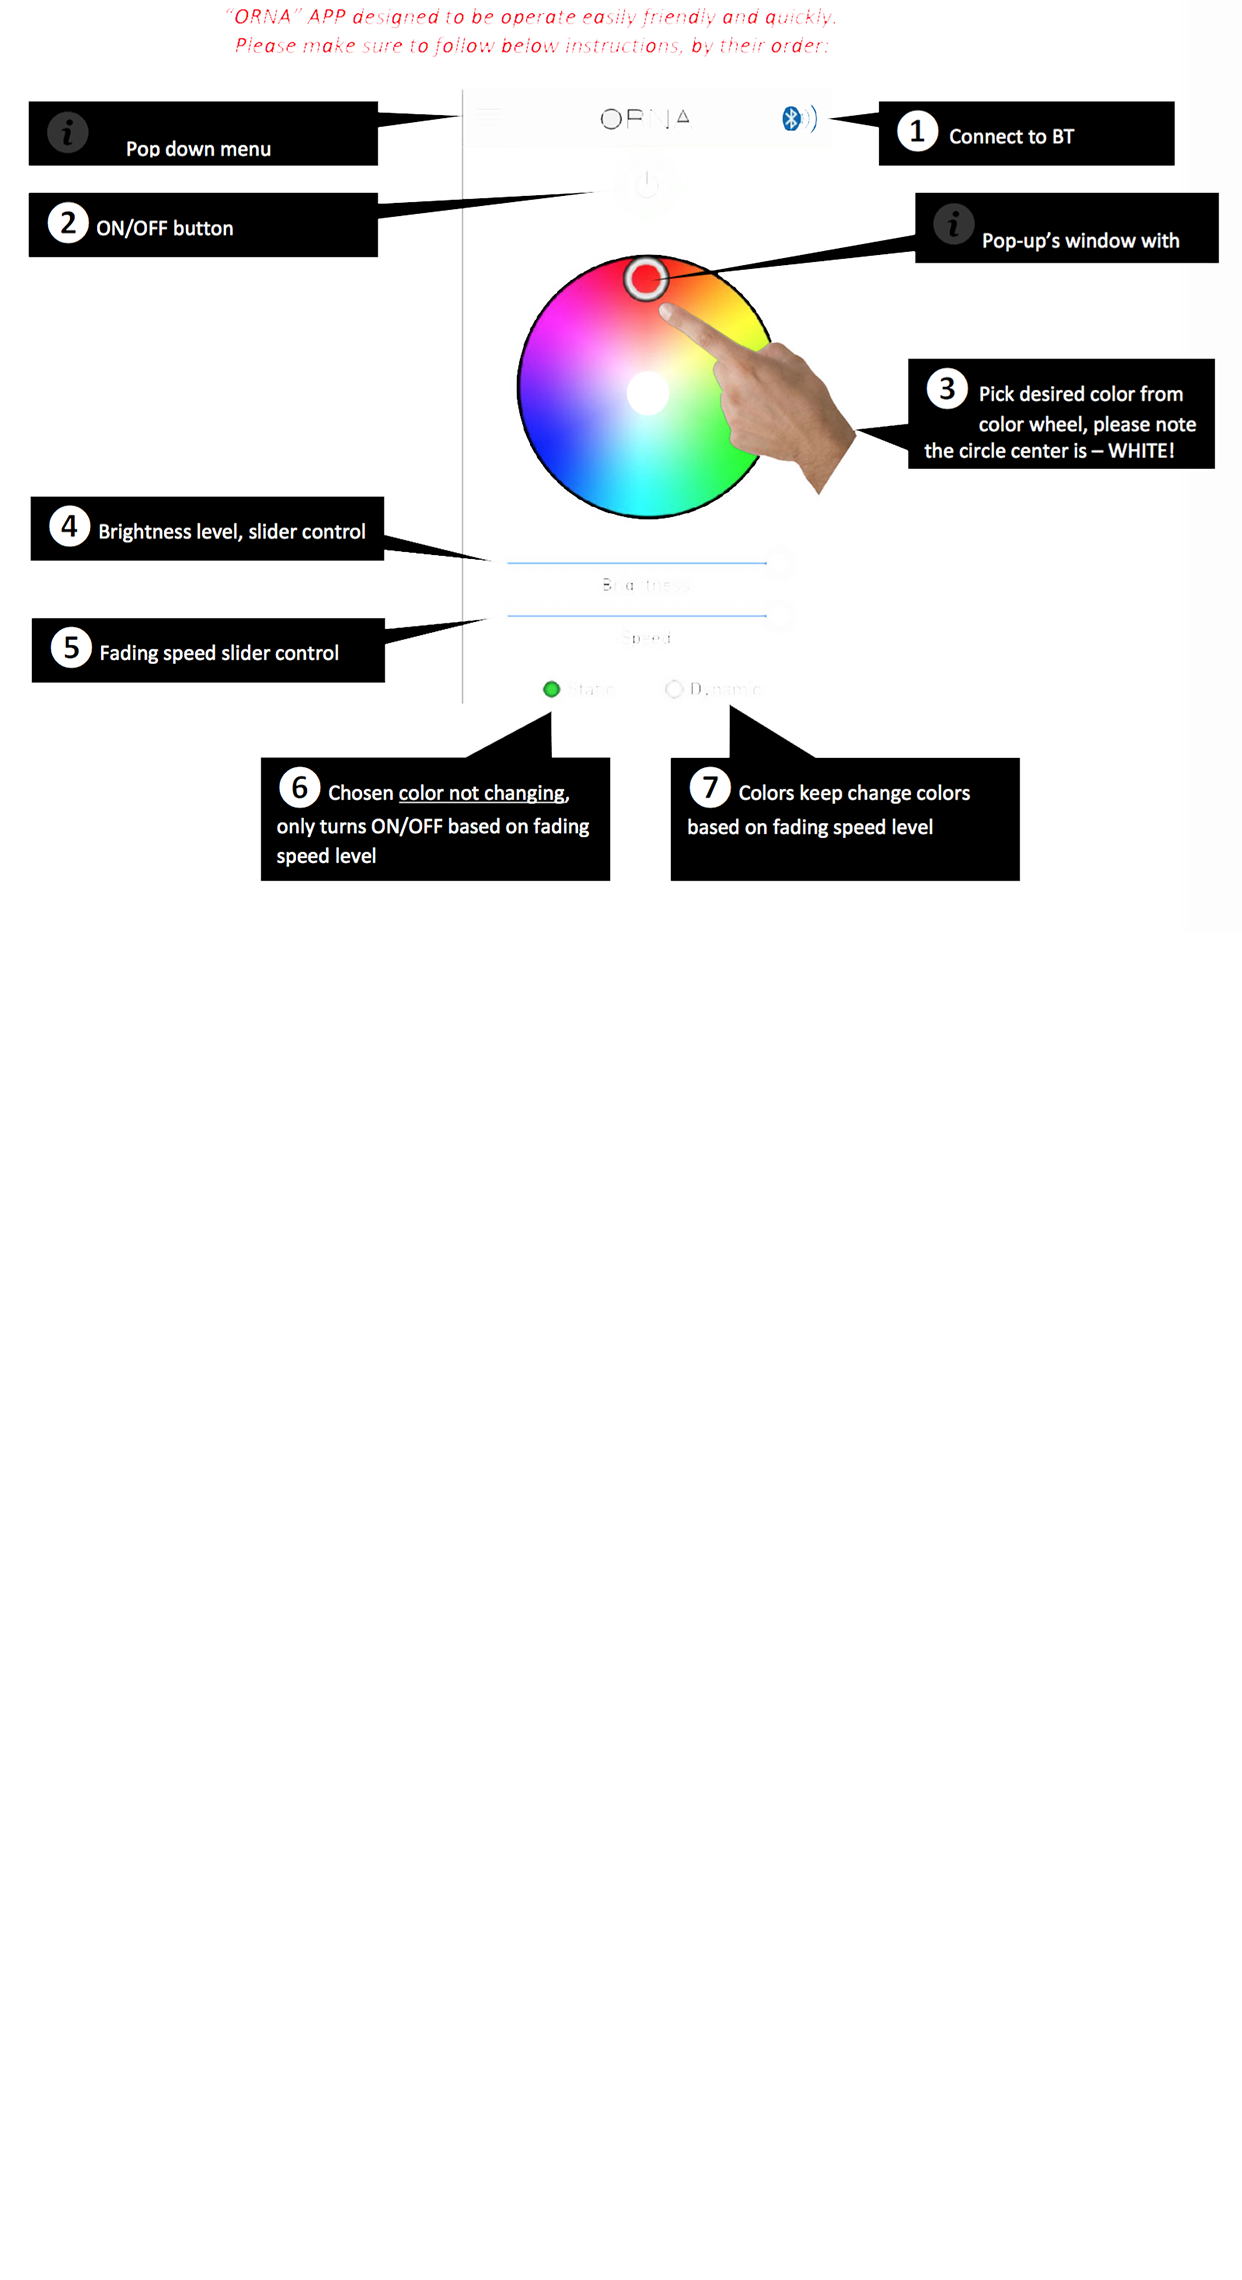 “ORNA” APP designed to be operate easily friendly and quickly.
Please make sure to follow below instructions, by their order:
i
Pop down menu
ORNA
1 Connect to BT
2 ON/OFF button
i
Pop-up’s window with
3 Pick desired color from
color wheel, please note
the circle center is – WHITE!
4 Brightness level, slider control
Brightness
5 Fading speed slider control
Speed
Static
Dynamic
6 Chosen color not changing,
only turns ON/OFF based on fading
speed level
7 Colors keep change colors
based on fading speed level